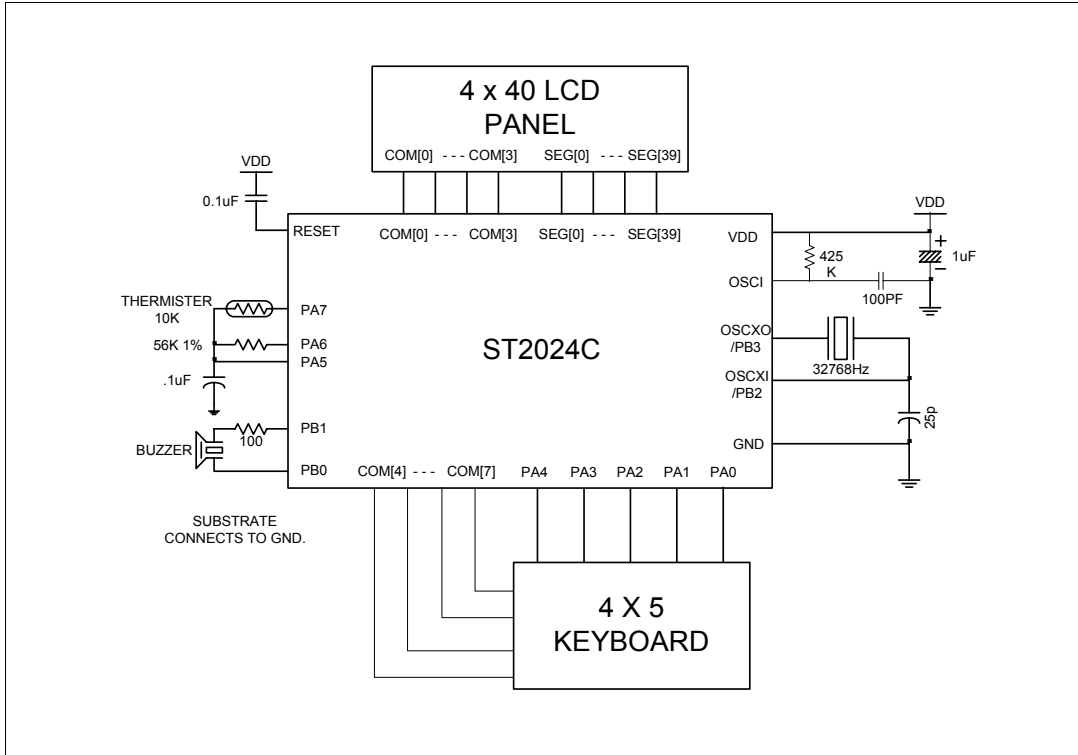 4 x 40 LCD
PANEL
COM[0] - - - COM[3] SEG[0] - - - SEG[39]
VDD
0.1uF
RESET
COM[0] - - - COM[3] SEG[0] - - - SEG[39]
VDD
VDD
+
1uF
−
425
K
OSCI
100PF
THERMISTER
10K
PA7
56K 1%
PA6
PA5
.1uF
ST2024C
OSCXO
/PB3
32768Hz
OSCXI
/PB2
25p
GND
BUZZER
100
PB1
PB0
COM[4] - - - COM[7] PA4 PA3 PA2 PA1 PA0
SUBSTRATE
CONNECTS TO GND.
4 X 5
KEYBOARD